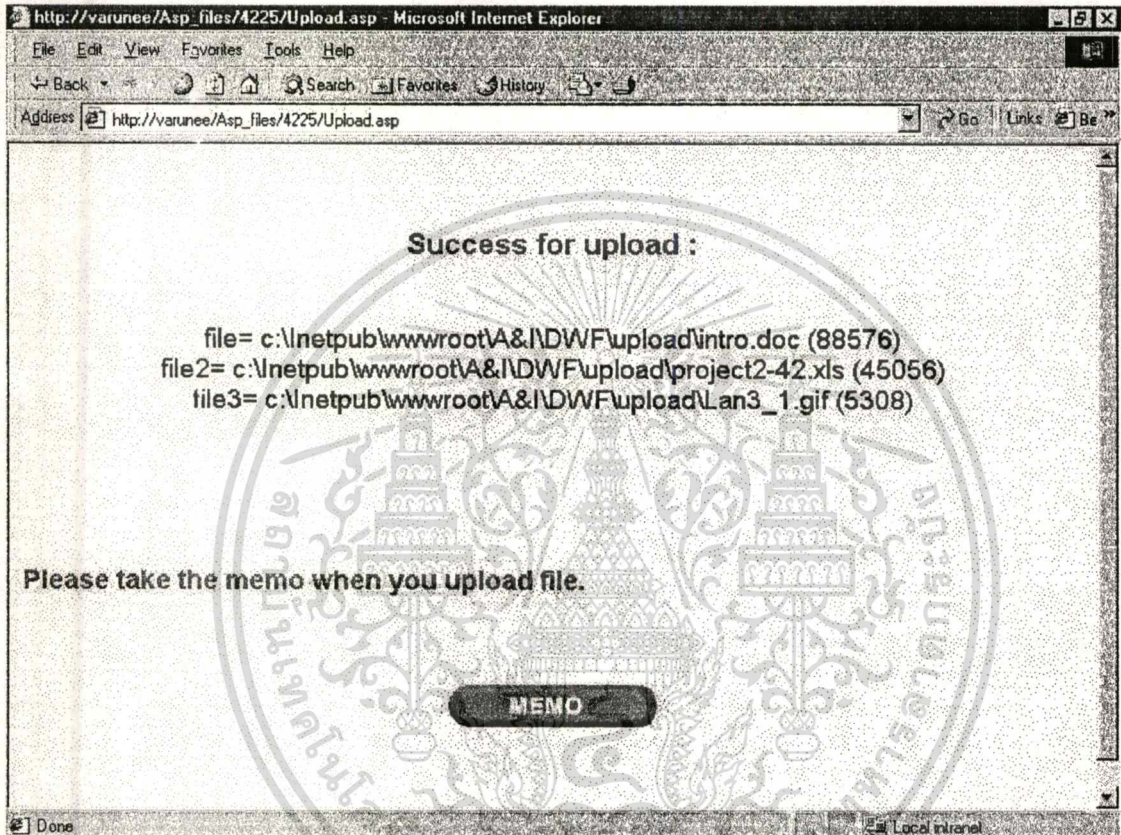 http://varunee/Asp_files/4225/Upload.asp - Microsoft Internet Explorer
File Edit View Favorites Tools Help
Back Search Favorites History
Address http://varunee/Asp_files/4225/Upload.asp Go Links Be »
Success for upload :
file= c:\Inetpub\wwwroot\A&I\DWF\upload\intro.doc (88576)
file2= c:\Inetpub\wwwroot\A&I\DWF\upload\project2-42.xls (45056)
file3= c:\Inetpub\wwwroot\A&I\DWF\upload\Lan3_1.gif (5308)
Please take the memo when you upload file.
MEMO
Done Local intranet